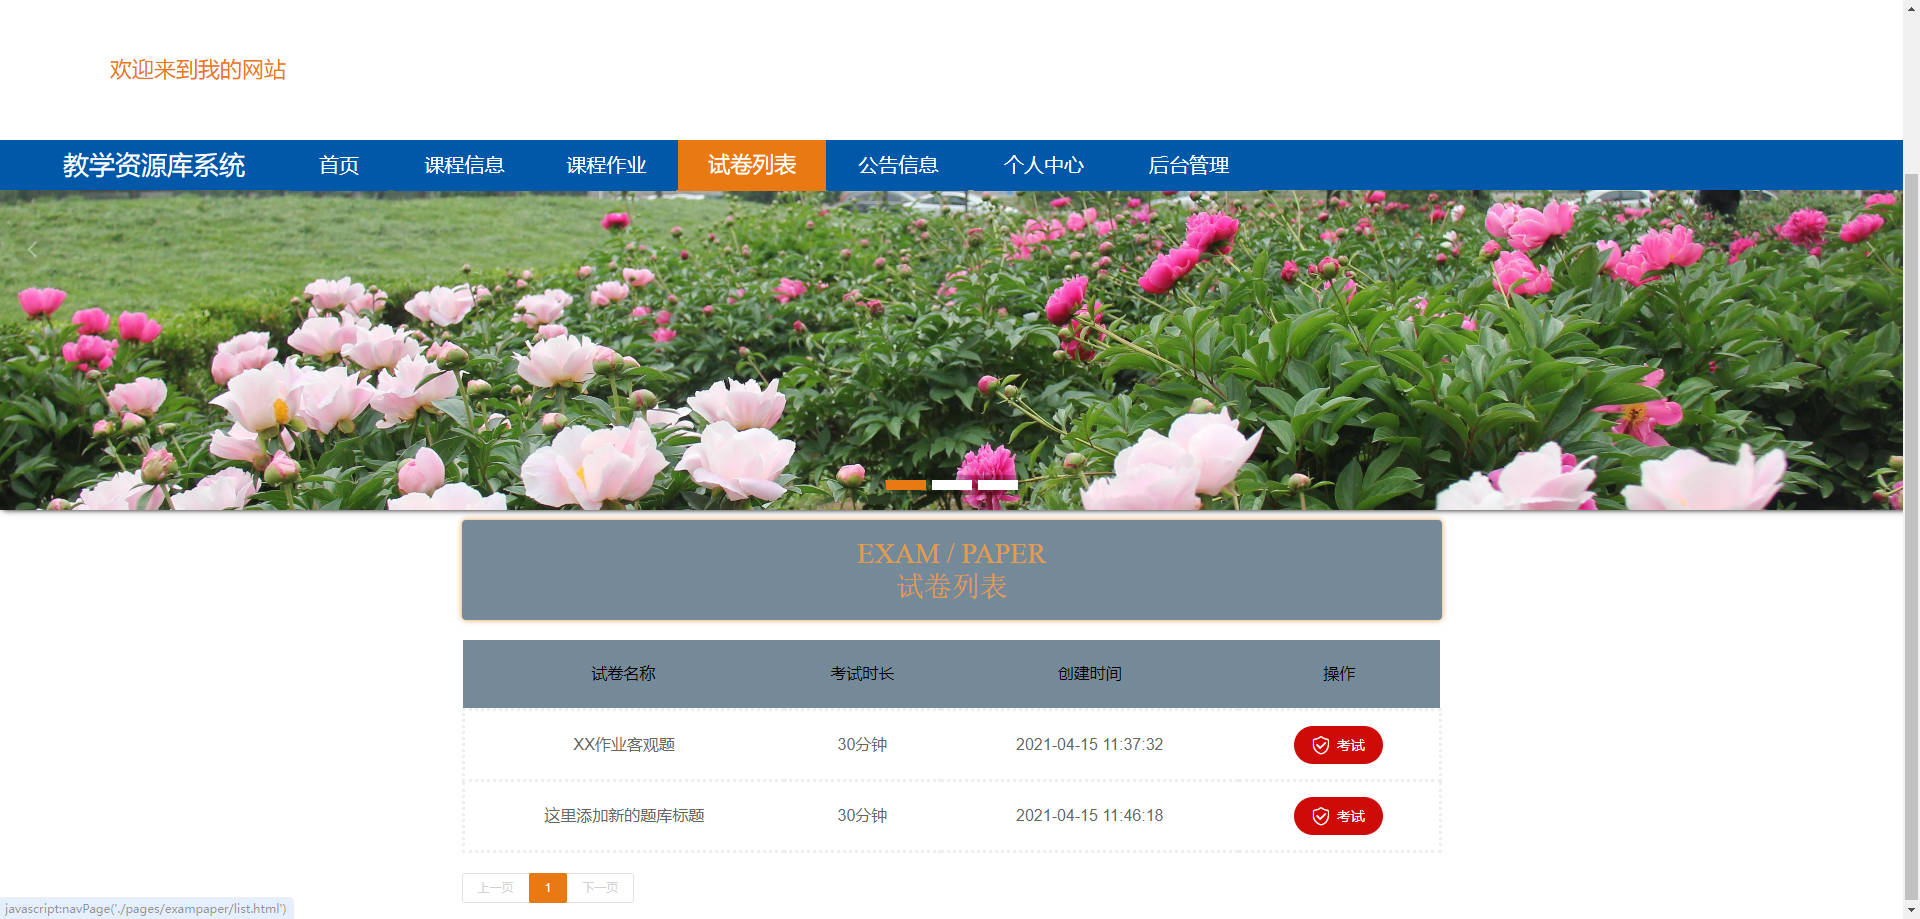 欢迎来到我的网站
教学资源库系统 首页 课程信息 课程作业 试卷列表 公告信息 个人中心 后台管理
EXAM / PAPER
试卷列表
试卷名称 考试时长 创建时间 操作
XX作业客观题 30分钟 2021-04-15 11:37:32 考试
这里添加新的题库标题 30分钟 2021-04-15 11:46:18 考试
上一页 1 下一页
javascript:navPage('./pages/exampaper/list.html')